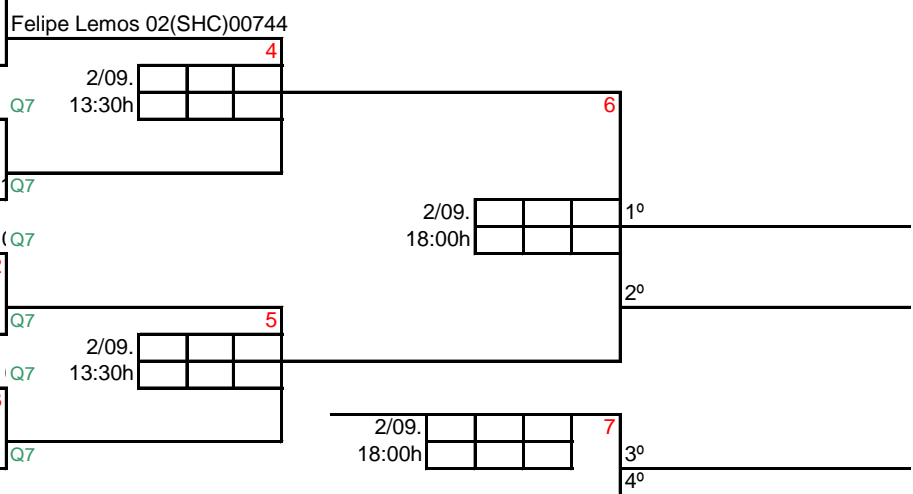 Felipe Lemos 02(SHC)00744
4
2/09.
Q7 13:30h
6
Q7
2/09. 1º
Q7 18:00h
2º
Q7 5
2/09.
Q7 13:30h
2/09. 7
Q7 18:00h 3º
4º